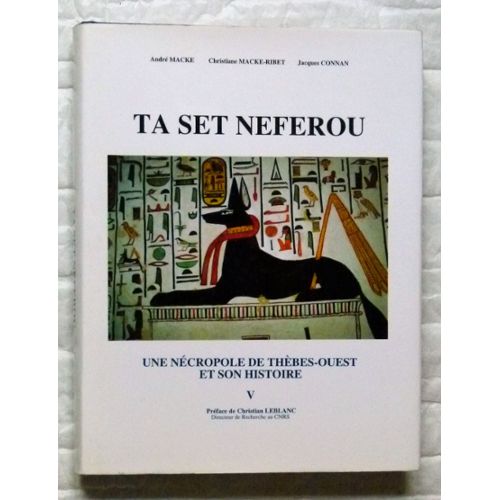 André MACKE Christiane MACKE-RIBET Jacques CONNAN
TA SET NEFEROU
UNE NÉCROPOLE DE THÈBES-OUEST
ET SON HISTOIRE
V
Préface de Christian LEBLANC
Directeur de Recherche au CNRS